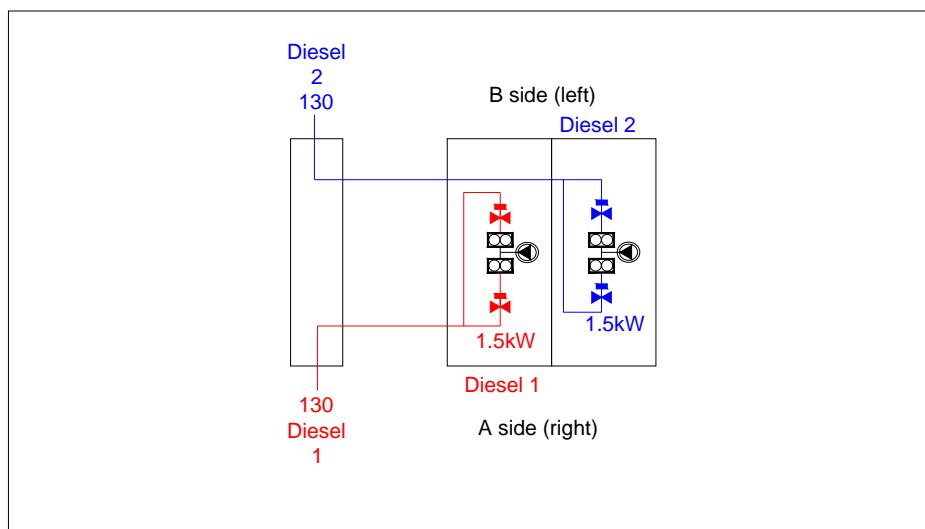 Diesel
2
130
B side (left)
Diesel 2
1.5kW
1.5kW
Diesel 1
130
Diesel
1
A side (right)